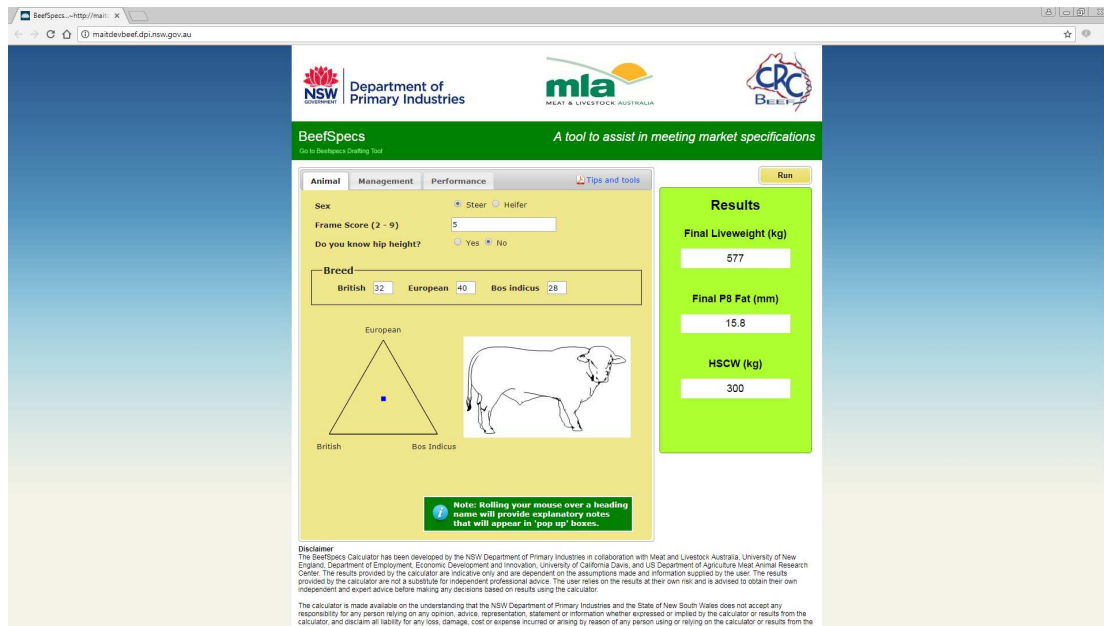 BeefSpecs...~http://mait:
maitdevbeef.dpi.nsw.gov.au
NSW
GOVERNMENT
Department of
Primary Industries
mla
MEAT & LIVESTOCK AUSTRALIA
CRC
BEEF
BeefSpecs
A tool to assist in meeting market specifications
Go to Beefspecs Drafting Tool
Animal Management Performance Tips and tools
Run
Sex Steer Heifer
Frame Score (2 - 9) 5
Do you know hip height? Yes No
Breed
British 32 European 40 Bos indicus 28
European
British Bos Indicus
Note: Rolling your mouse over a heading
name will provide explanatory notes
that will appear in 'pop up' boxes.
Results
Final Liveweight (kg)
577
Final P8 Fat (mm)
15.8
HSCW (kg)
300
Disclaimer
The BeefSpecs Calculator has been developed by the NSW Department of Primary Industries in collaboration with Meat and Livestock Australia, University of New
England, Department of Employment, Economic Development and Innovation, University of California Davis, and US Department of Agriculture Meat Animal Research
Center. The results provided by the calculator are indicative only and are dependent on the assumptions made and information supplied by the user. The results
provided by the calculator are not a substitute for independent professional advice. The user relies on the results at their own risk and is advised to obtain their own
independent and expert advice before making any decisions based on results using the calculator.
The calculator is made available on the understanding that the NSW Department of Primary Industries and the State of New South Wales does not accept any
responsibility for any person relying on any opinion, advice, representation, statement or information whether expressed or implied by the calculator or results from the
calculator, and disclaim all liability for any loss, damage, cost or expense incurred or arising by reason of any person using or relying on the calculator or results from the